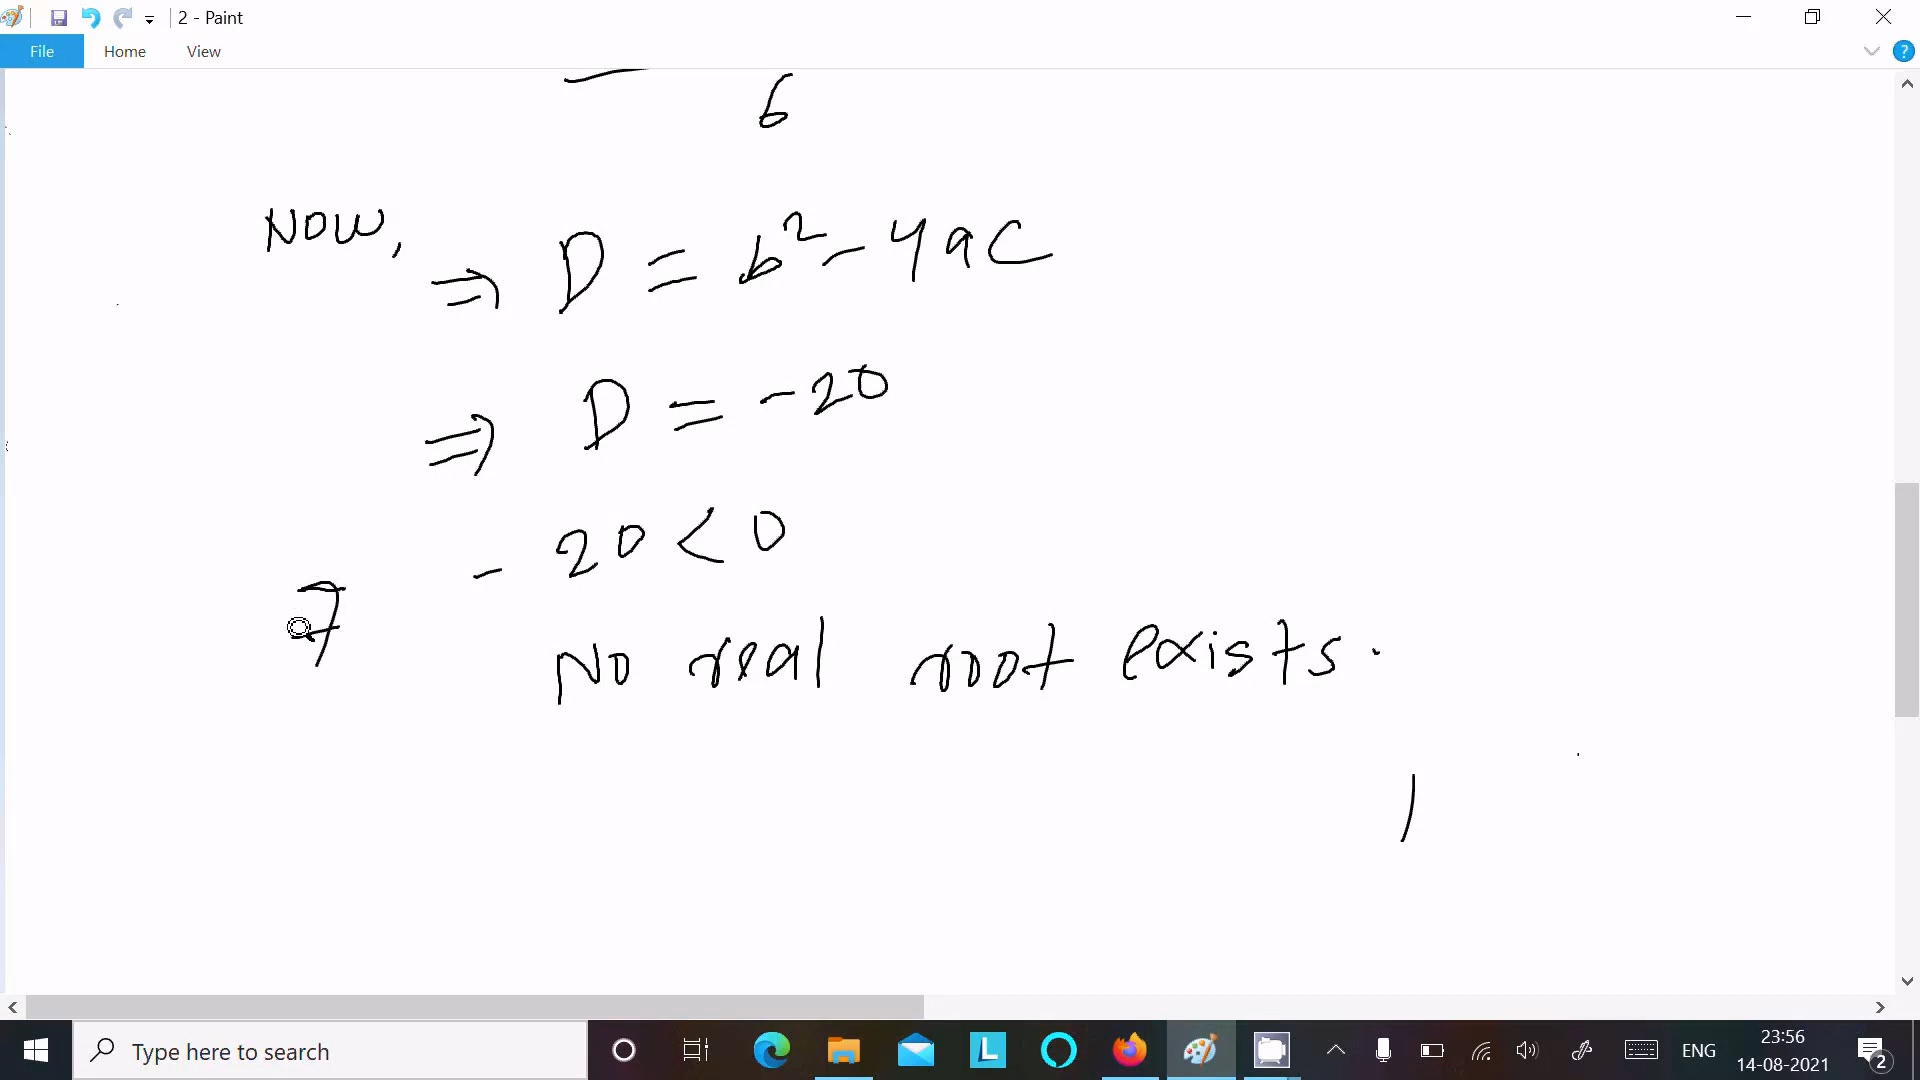 2 - Paint
File Home View
6
NOW,
⇒ D = b² - 4ac
⇒ D = -20
- 20 < 0
No real root exists.
Type here to search
L
ENG
23:56
14-08-2021
2